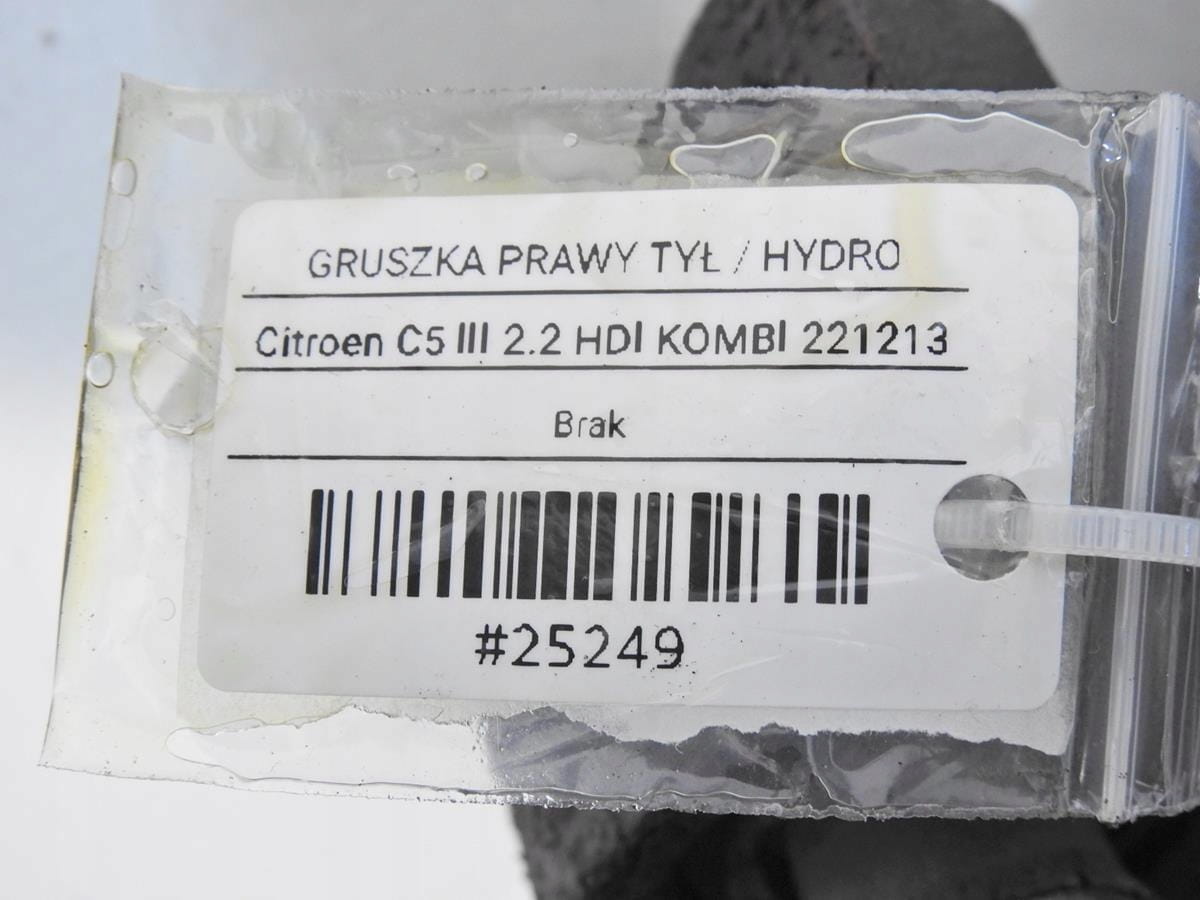 GRUSZKA PRAWY TYŁ / HYDRO
Citroen C5 III 2.2 HDI KOMBI 221213
Brak
#25249